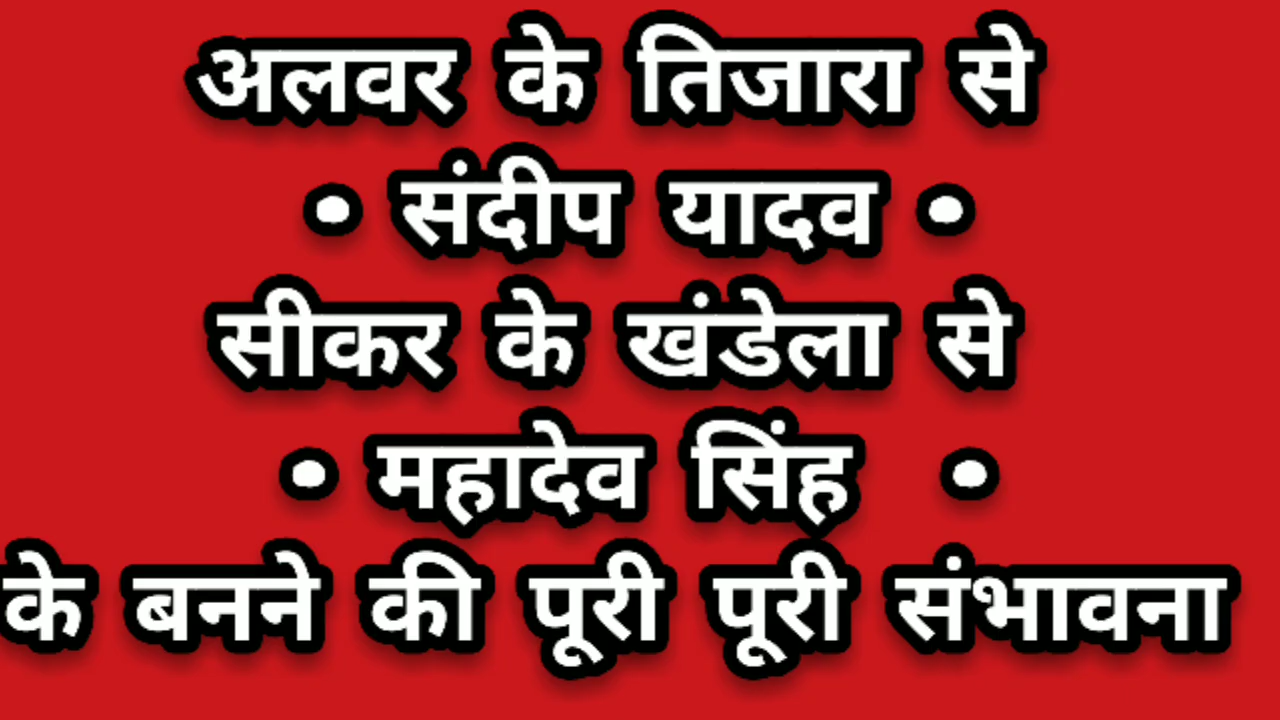 अलवर के तिजारा से
• संदीप यादव •
सीकर के खंडेला से
• महादेव सिंह •
के बनने की पूरी पूरी संभावना